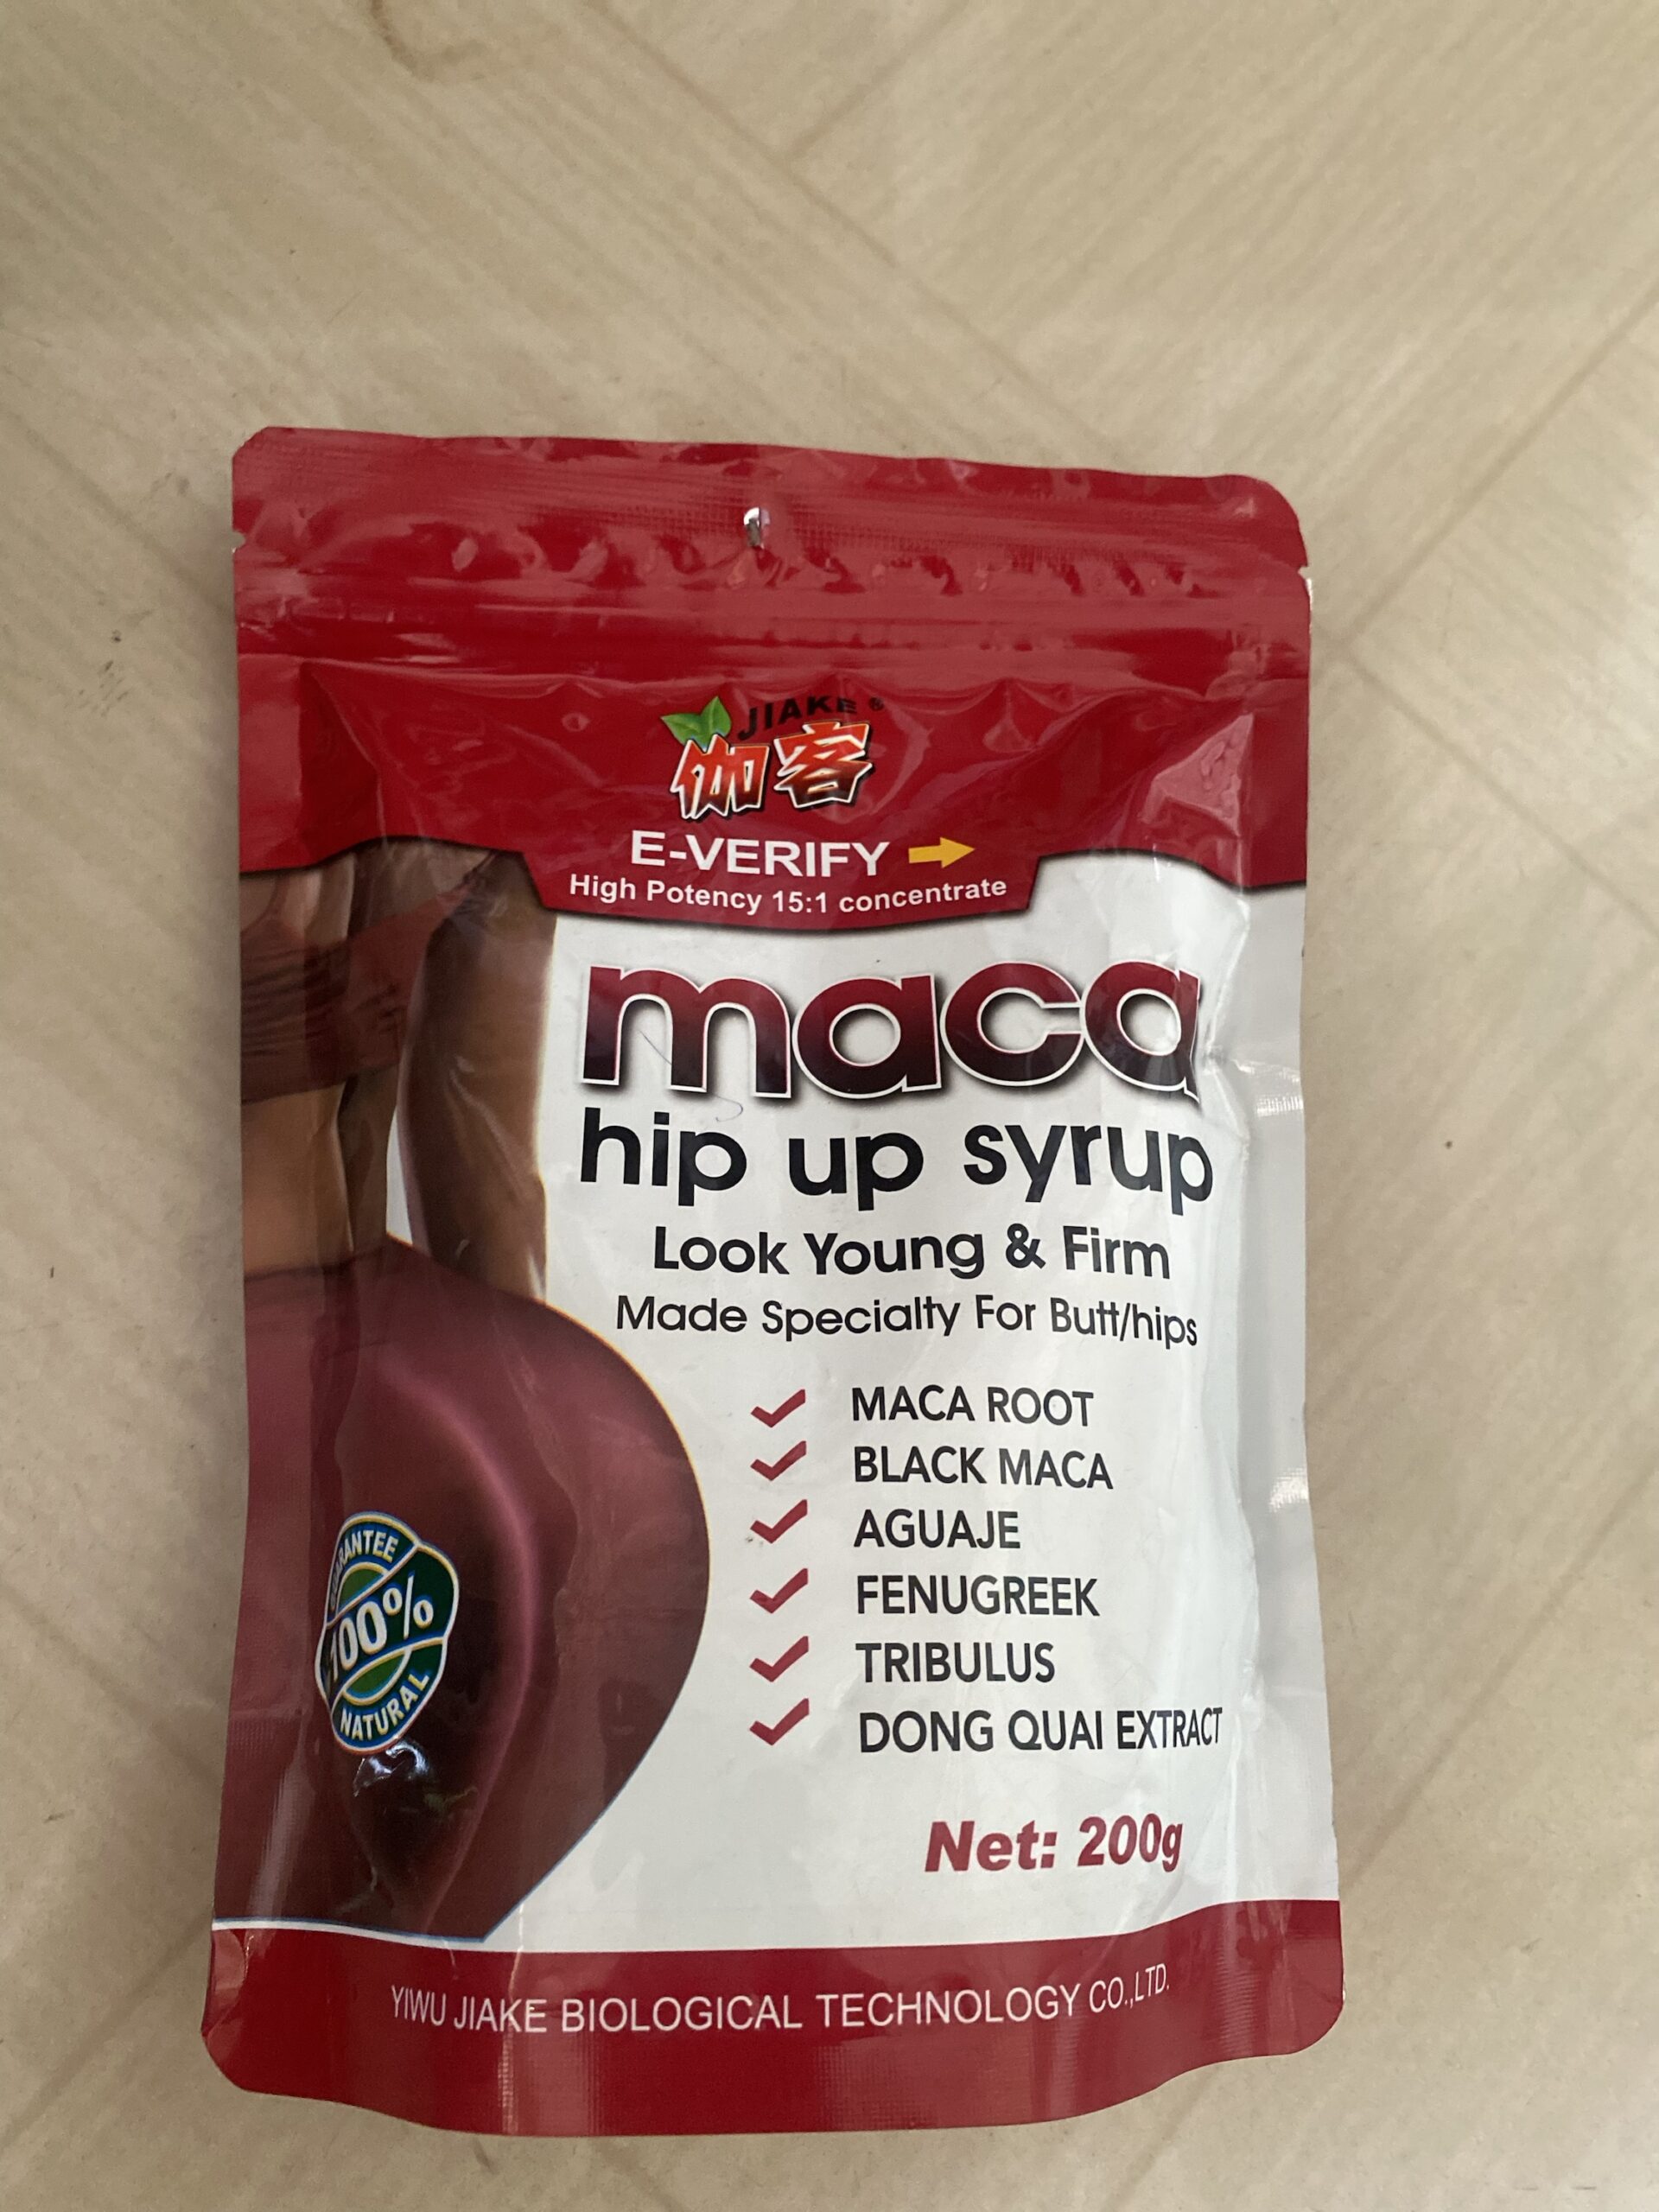 JIAKE ®
伽客
E-VERIFY
High Potency 15:1 concentrate
maca
hip up syrup
Look Young & Firm
Made Specialty For Butt/hips
MACA ROOT
BLACK MACA
AGUAJE
FENUGREEK
TRIBULUS
DONG QUAI EXTRACT
100%
NATURAL
Net: 200g
YIWU JIAKE BIOLOGICAL TECHNOLOGY CO.,LTD.